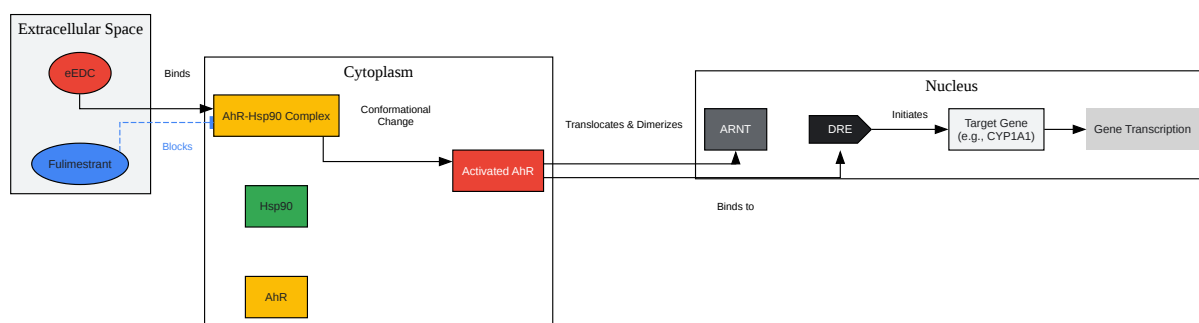 Extracellular Space
eEDC
Fulimestrant
Binds
Blocks
Cytoplasm
AhR-Hsp90 Complex
Conformational
Change
Activated AhR
Hsp90
AhR
Translocates & Dimerizes
Binds to
Nucleus
ARNT
DRE
Initiates
Target Gene
(e.g., CYP1A1)
Gene Transcription